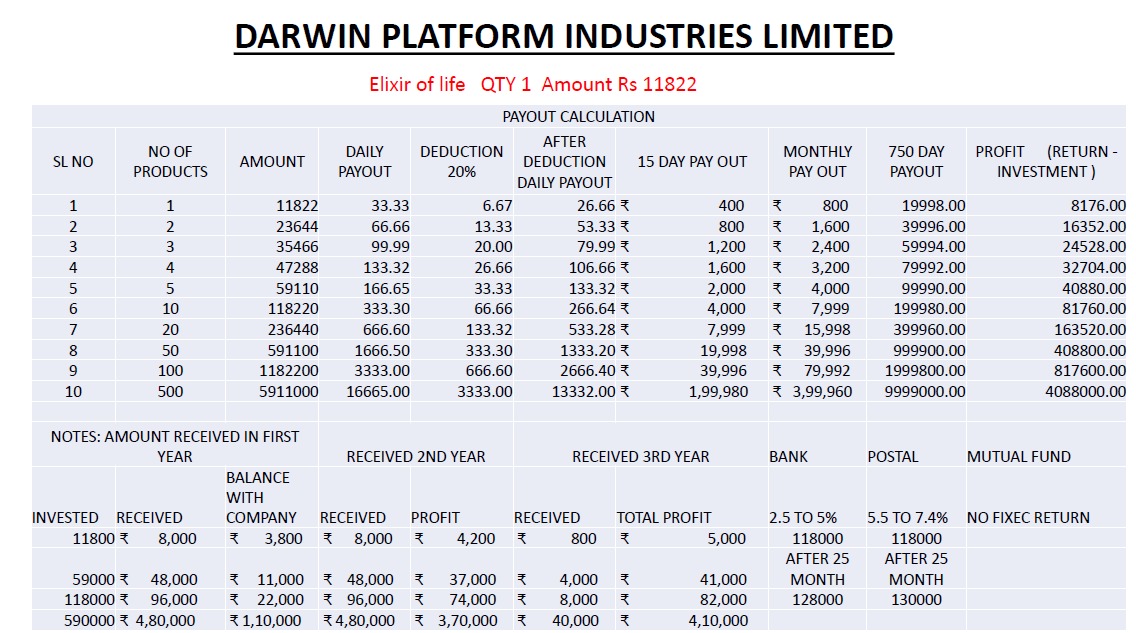 DARWIN PLATFORM INDUSTRIES LIMITED
Elixir of life QTY 1 Amount Rs 11822
PAYOUT CALCULATION
SL NO NO OF PRODUCTS AMOUNT DAILY PAYOUT DEDUCTION 20% AFTER DEDUCTION DAILY PAYOUT 15 DAY PAY OUT MONTHLY PAY OUT 750 DAY PAYOUT PROFIT (RETURN - INVESTMENT )
1 1 11822 33.33 6.67 26.66 ₹ 400 ₹ 800 19998.00 8176.00
2 2 23644 66.66 13.33 53.33 ₹ 800 ₹ 1,600 39996.00 16352.00
3 3 35466 99.99 20.00 79.99 ₹ 1,200 ₹ 2,400 59994.00 24528.00
4 4 47288 133.32 26.66 106.66 ₹ 1,600 ₹ 3,200 79992.00 32704.00
5 5 59110 166.65 33.33 133.32 ₹ 2,000 ₹ 4,000 99990.00 40880.00
6 10 118220 333.30 66.66 266.64 ₹ 4,000 ₹ 7,999 199980.00 81760.00
7 20 236440 666.60 133.32 533.28 ₹ 7,999 ₹ 15,998 399960.00 163520.00
8 50 591100 1666.50 333.30 1333.20 ₹ 19,998 ₹ 39,996 999900.00 408800.00
9 100 1182200 3333.00 666.60 2666.40 ₹ 39,996 ₹ 79,992 1999800.00 817600.00
10 500 5911000 16665.00 3333.00 13332.00 ₹ 1,99,980 ₹ 3,99,960 9999000.00 4088000.00
NOTES: AMOUNT RECEIVED IN FIRST YEAR RECEIVED 2ND YEAR RECEIVED 3RD YEAR BANK POSTAL MUTUAL FUND
INVESTED RECEIVED BALANCE WITH COMPANY RECEIVED PROFIT RECEIVED TOTAL PROFIT 2.5 TO 5% 5.5 TO 7.4% NO FIXEC RETURN
11800 ₹ 8,000 ₹ 3,800 ₹ 8,000 ₹ 4,200 ₹ 800 ₹ 5,000 118000 118000
59000 ₹ 48,000 ₹ 11,000 ₹ 48,000 ₹ 37,000 ₹ 4,000 ₹ 41,000 AFTER 25 MONTH AFTER 25 MONTH
118000 ₹ 96,000 ₹ 22,000 ₹ 96,000 ₹ 74,000 ₹ 8,000 ₹ 82,000 128000 130000
590000 ₹ 4,80,000 ₹ 1,10,000 ₹ 4,80,000 ₹ 3,70,000 ₹ 40,000 ₹ 4,10,000